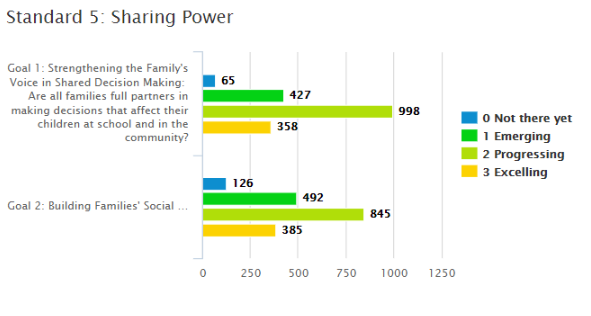 Standard 5: Sharing Power
Goal 1: Strengthening the Family's
Voice in Shared Decision Making:
Are all families full partners in
making decisions that affect their
children at school and in the
community?
65
427
998
358
Goal 2: Building Families' Social ...
126
492
845
385
0 250 500 750 1000 1250
0 Not there yet
1 Emerging
2 Progressing
3 Excelling